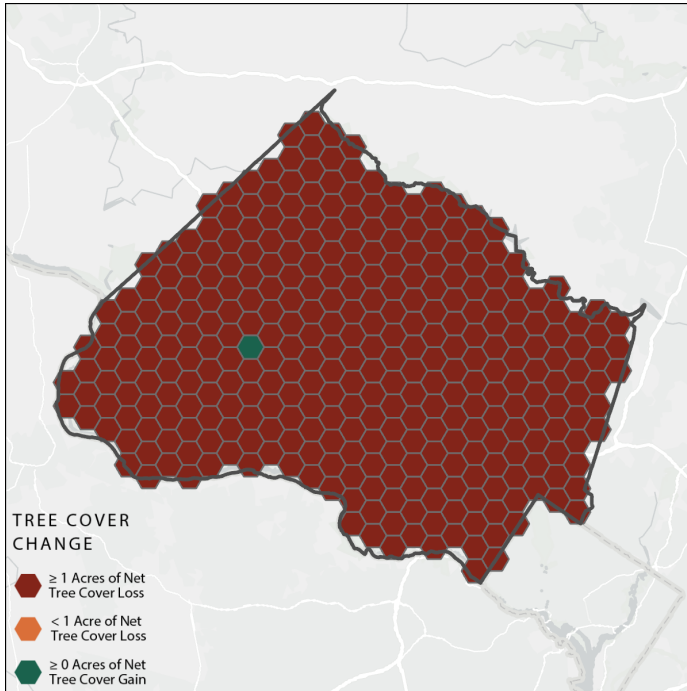 TREE COVER
CHANGE
≥ 1 Acres of Net
Tree Cover Loss
< 1 Acre of Net
Tree Cover Loss
≥ 0 Acres of Net
Tree Cover Gain